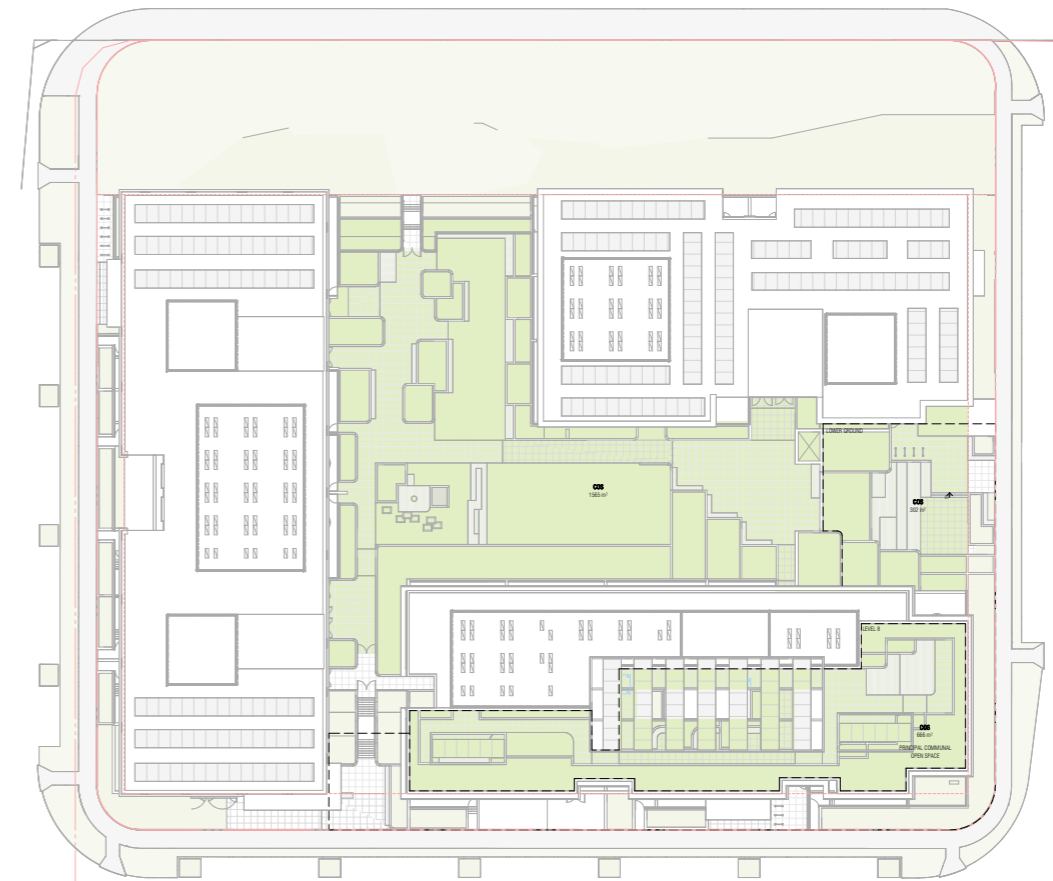 LOWER GROUND
COS
1565 m²
COS
302 m²
LEVEL 8
COS
666 m²
PRINCIPAL COMMUNAL
OPEN SPACE